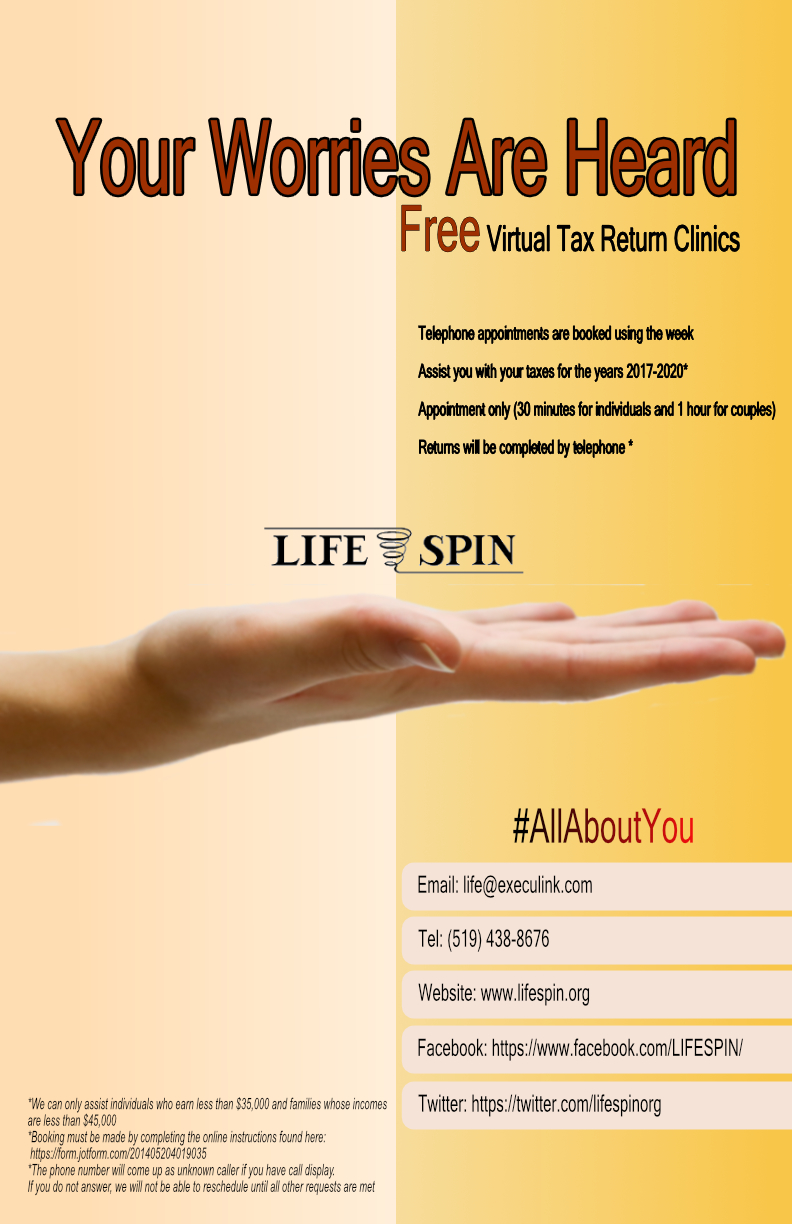 Your Worries Are Heard
Free Virtual Tax Return Clinics
Telephone appointments are booked using the week
Assist you with your taxes for the years 2017-2020*
Appointment only (30 minutes for individuals and 1 hour for couples)
Returns will be completed by telephone *
LIFE SPIN
#AllAboutYou
Email: life@execulink.com
Tel: (519) 438-8676
Website: www.lifespin.org
Facebook: https://www.facebook.com/LIFESPIN/
Twitter: https://twitter.com/lifespinorg
*We can only assist individuals who earn less than $35,000 and families whose incomes
are less than $45,000
*Booking must be made by completing the online instructions found here:
https://form.jotform.com/201405204019035
*The phone number will come up as unknown caller if you have call display.
If you do not answer, we will not be able to reschedule until all other requests are met